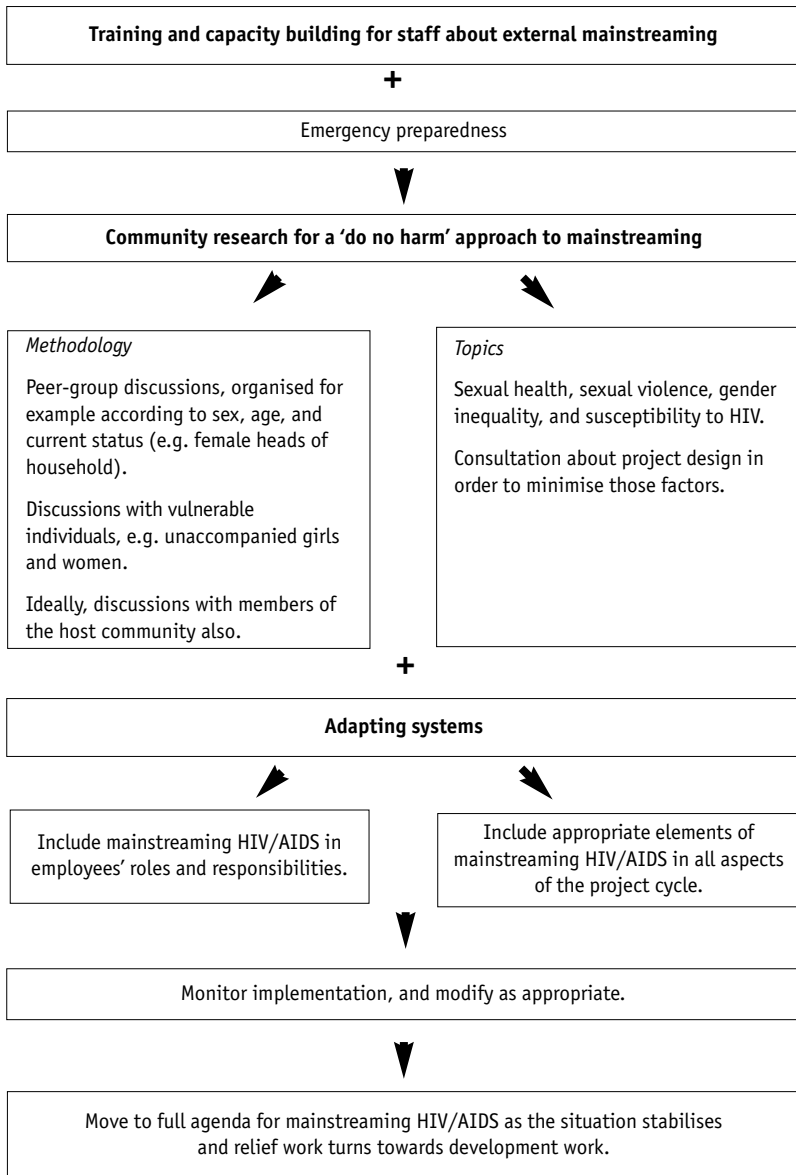 Training and capacity building for staff about external mainstreaming
+
Emergency preparedness
Community research for a ‘do no harm’ approach to mainstreaming
Methodology
Peer-group discussions, organised for
example according to sex, age, and
current status (e.g. female heads of
household).
Discussions with vulnerable
individuals, e.g. unaccompanied girls
and women.
Ideally, discussions with members of
the host community also.
Topics
Sexual health, sexual violence, gender
inequality, and susceptibility to HIV.
Consultation about project design in
order to minimise those factors.
+
Adapting systems
Include mainstreaming HIV/AIDS in
employees’ roles and responsibilities.
Include appropriate elements of
mainstreaming HIV/AIDS in all aspects
of the project cycle.
Monitor implementation, and modify as appropriate.
Move to full agenda for mainstreaming HIV/AIDS as the situation stabilises
and relief work turns towards development work.